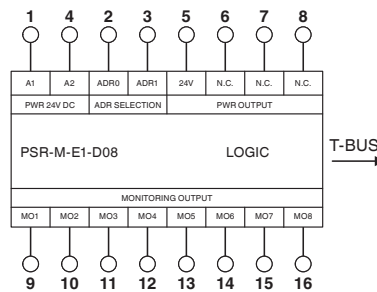 1 4 2 3 5 6 7 8
A1 A2 ADR0 ADR1 24V N.C. N.C. N.C.
PWR 24V DC ADR SELECTION PWR OUTPUT
PSR-M-E1-D08 LOGIC
T-BUS
MONITORING OUTPUT
MO1 MO2 MO3 MO4 MO5 MO6 MO7 MO8
9 10 11 12 13 14 15 16